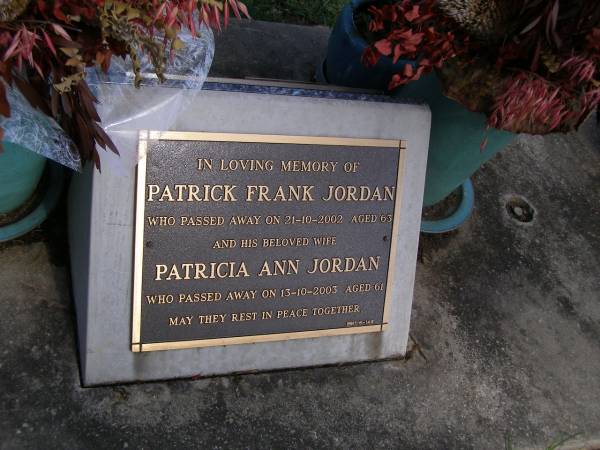 IN LOVING MEMORY OF
PATRICK FRANK JORDAN
WHO PASSED AWAY ON 21-10-2002 AGED 63
AND HIS BELOVED WIFE
PATRICIA ANN JORDAN
WHO PASSED AWAY ON 13-10-2003 AGED 61
MAY THEY REST IN PEACE TOGETHER